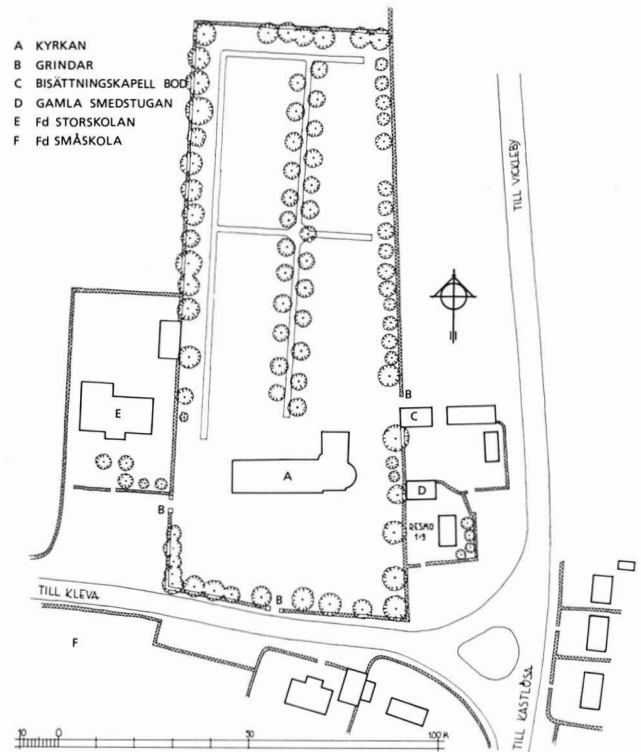 A KYRKAN
B GRINDAR
C BISÄTTNINGSKAPELL BOD
D GAMLA SMEDSTUGAN
E Fd STORSKOLAN
F Fd SMÅSKOLA
TILL VICKLEBY
B
C
E
A
D
B
RESMO
1:9
TILL KLEVA
B
F
TILL KASTLÖSA
10 0 50 100 M